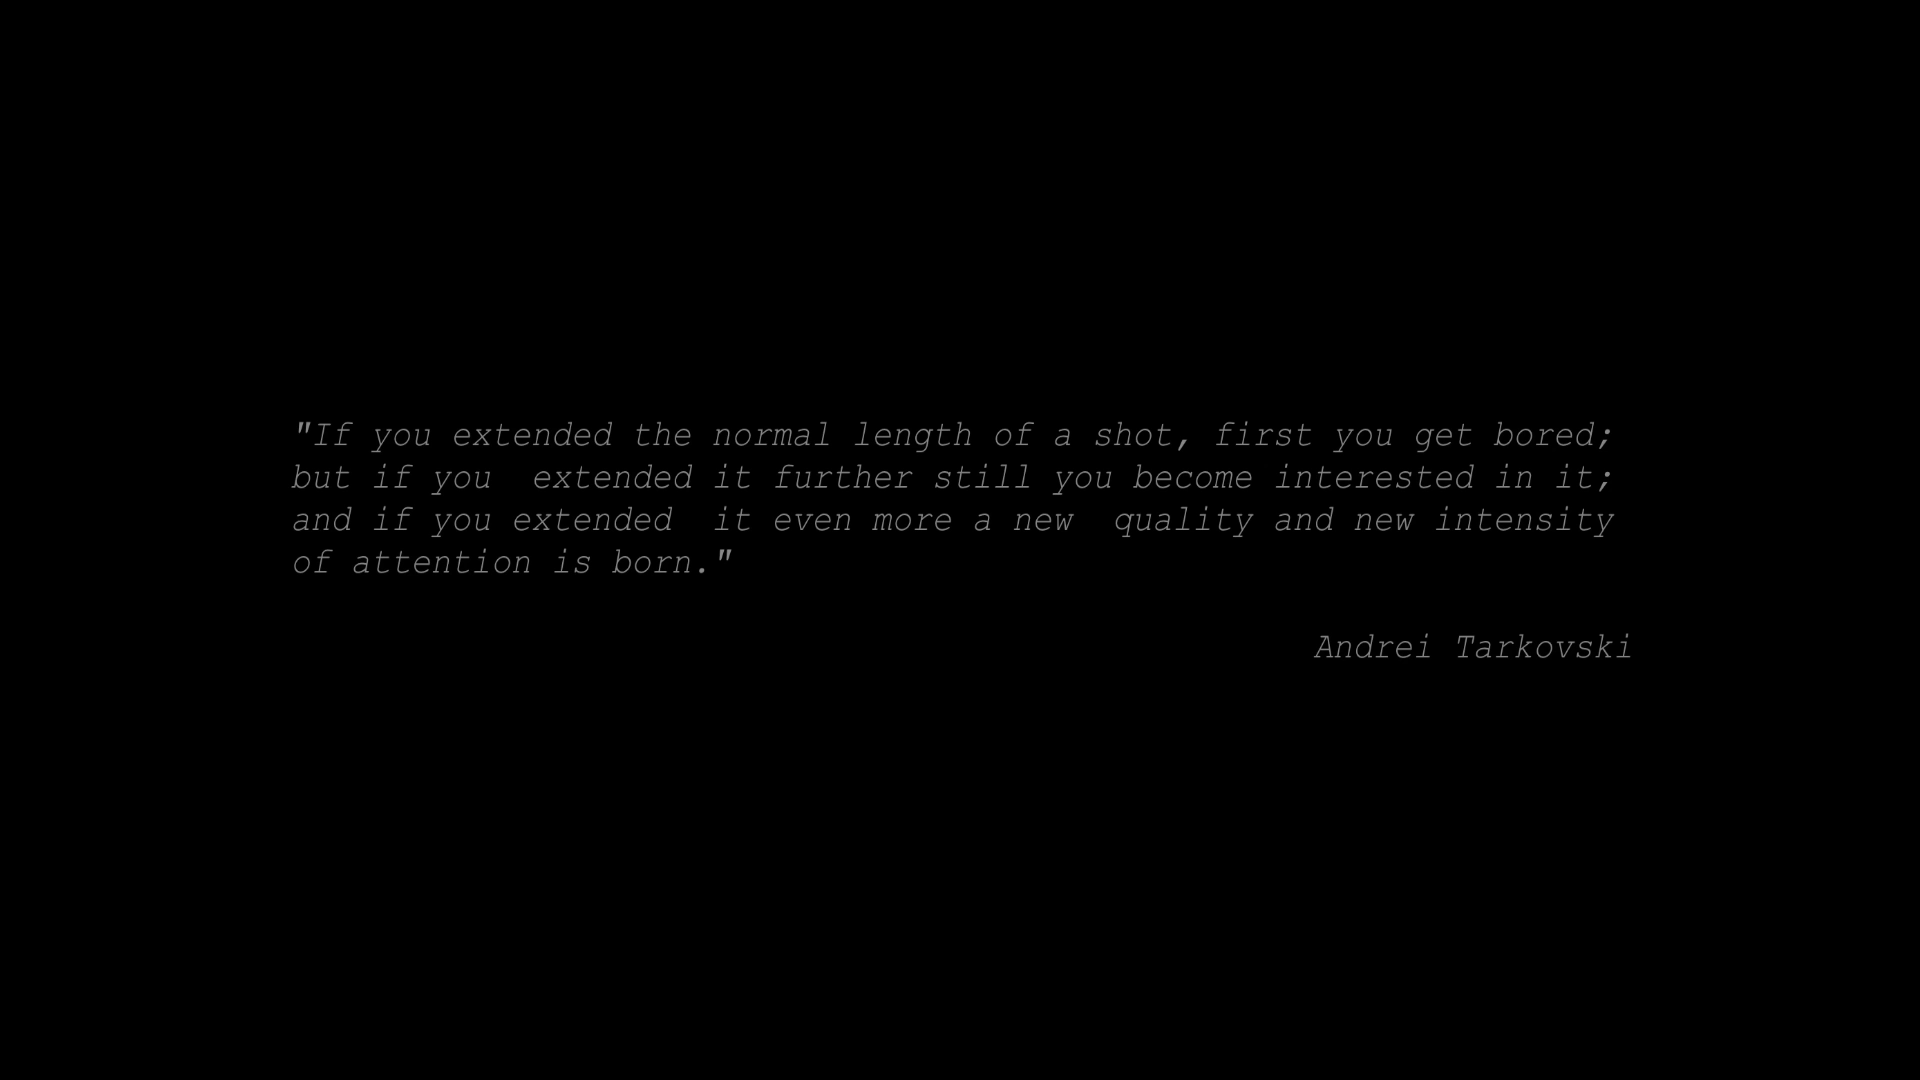 "If you extended the normal length of a shot, first you get bored;
but if you  extended it further still you become interested in it;
and if you extended  it even more a new  quality and new intensity
of attention is born."
Andrei Tarkovski